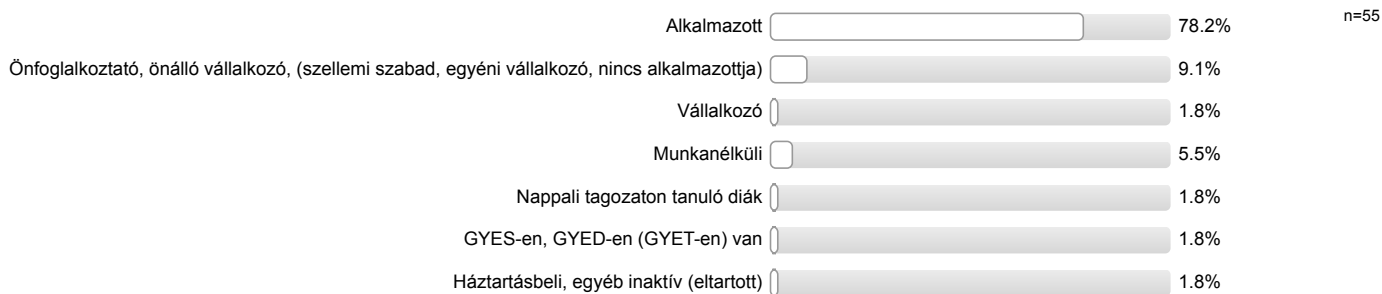 Alkalmazott 78.2% n=55
Önfoglalkoztató, önálló vállalkozó, (szellemi szabad, egyéni vállalkozó, nincs alkalmazottja) 9.1%
Vállalkozó 1.8%
Munkanélküli 5.5%
Nappali tagozaton tanuló diák 1.8%
GYES-en, GYED-en (GYET-en) van 1.8%
Háztartásbeli, egyéb inaktív (eltartott) 1.8%